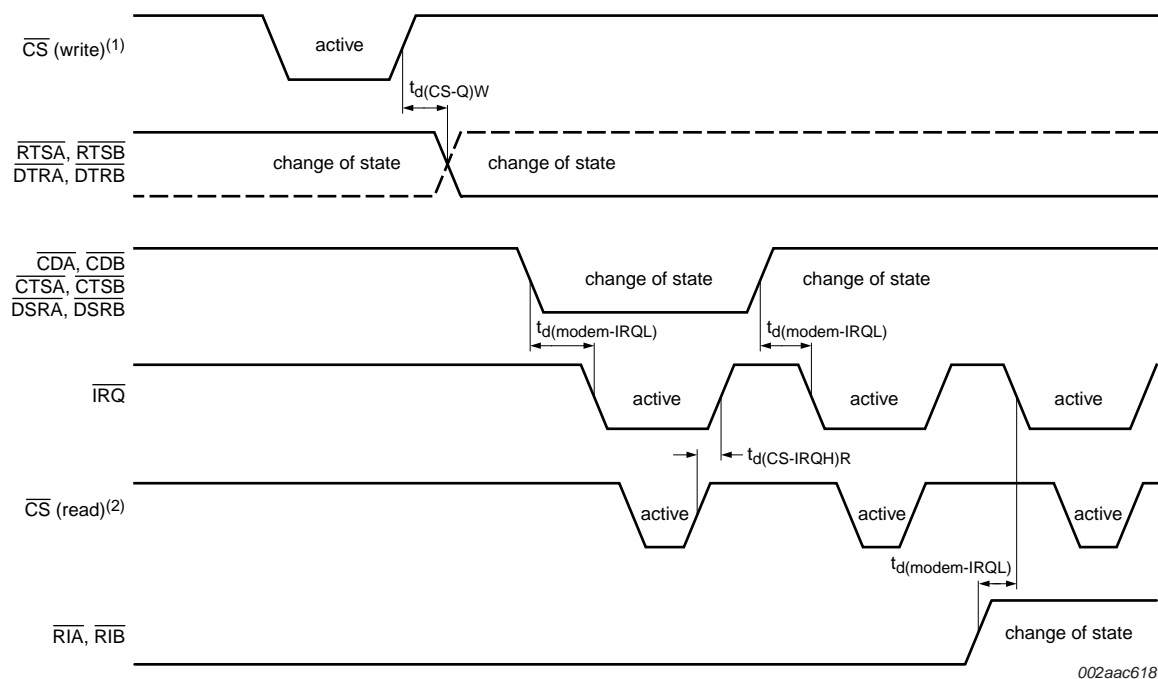 CS (write)(1)
active
td(CS-Q)W
RTSA, RTSB
DTRA, DTRB
change of state
change of state
CDA, CDB
CTSA, CTSB
DSRA, DSRB
change of state
change of state
td(modem-IRQL)
td(modem-IRQL)
IRQ
active
active
active
td(CS-IRQH)R
CS (read)(2)
active
active
active
td(modem-IRQL)
RIA, RIB
change of state
002aac618